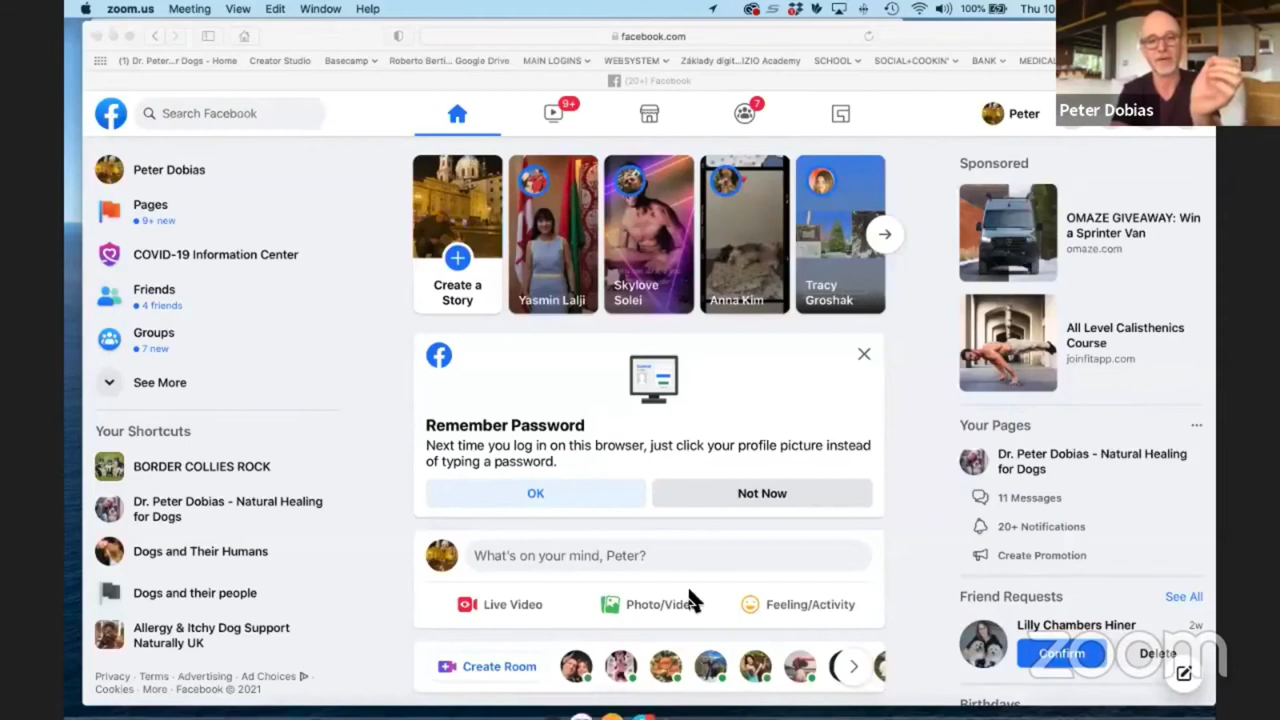 zoom.us Meeting View Edit Window Help
100% Thu 10
facebook.com
(1) Dr. Peter...r Dogs - Home Creator Studio Basecamp Roberto Berti... Google Drive MAIN LOGINS WEBSYSTEM Základy digit...IZIO Academy SCHOOL SOCIAL+COOKIN' BANK MEDICAL
(20+) Facebook
Peter Dobias
Search Facebook
9+
7
Peter
Peter Dobias
Pages
9+ new
COVID-19 Information Center
Friends
4 friends
Groups
7 new
See More
Your Shortcuts
BORDER COLLIES ROCK
Dr. Peter Dobias - Natural Healing
for Dogs
Dogs and Their Humans
Dogs and their people
Allergy & Itchy Dog Support
Naturally UK
Privacy · Terms · Advertising · Ad Choices ·
Cookies · More · Facebook © 2021
Create a
Story
Yasmin Lalji
Skylove
Solei
Anna Kim
Tracy
Groshak
Remember Password
Next time you log in on this browser, just click your profile picture instead
of typing a password.
OK
Not Now
What's on your mind, Peter?
Live Video
Photo/Video
Feeling/Activity
Create Room
Sponsored
OMAZE GIVEAWAY: Win
a Sprinter Van
omaze.com
All Level Calisthenics
Course
joinfitapp.com
Your Pages
Dr. Peter Dobias - Natural Healing
for Dogs
11 Messages
20+ Notifications
Create Promotion
Friend Requests
See All
Lilly Chambers Hiner
2w
Confirm
Delete
zoom
Birthdays